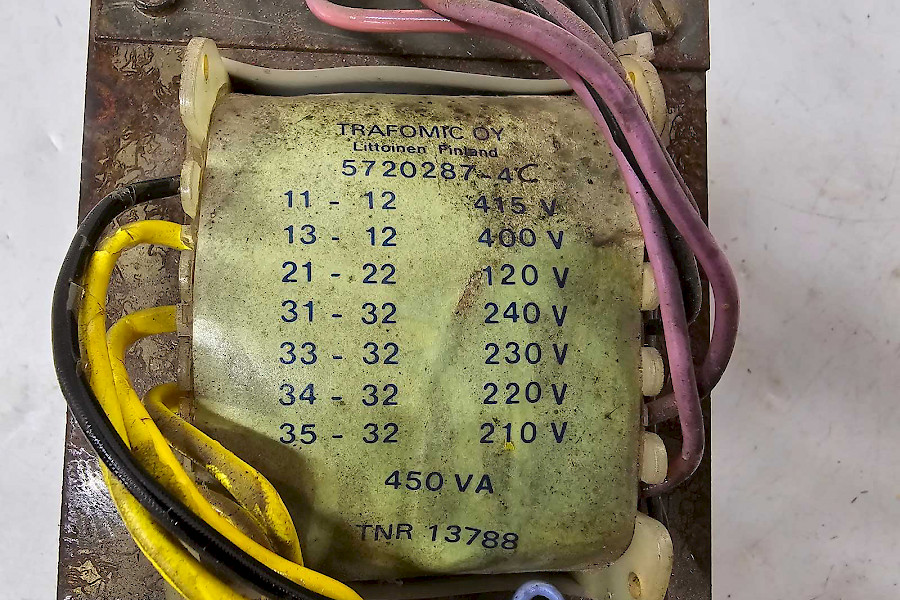 TRAFOMIC OY
Littoinen Finland
5720287-4C
11 - 12 415 V
13 - 12 400 V
21 - 22 120 V
31 - 32 240 V
33 - 32 230 V
34 - 32 220 V
35 - 32 210 V
450 VA
TNR 13788